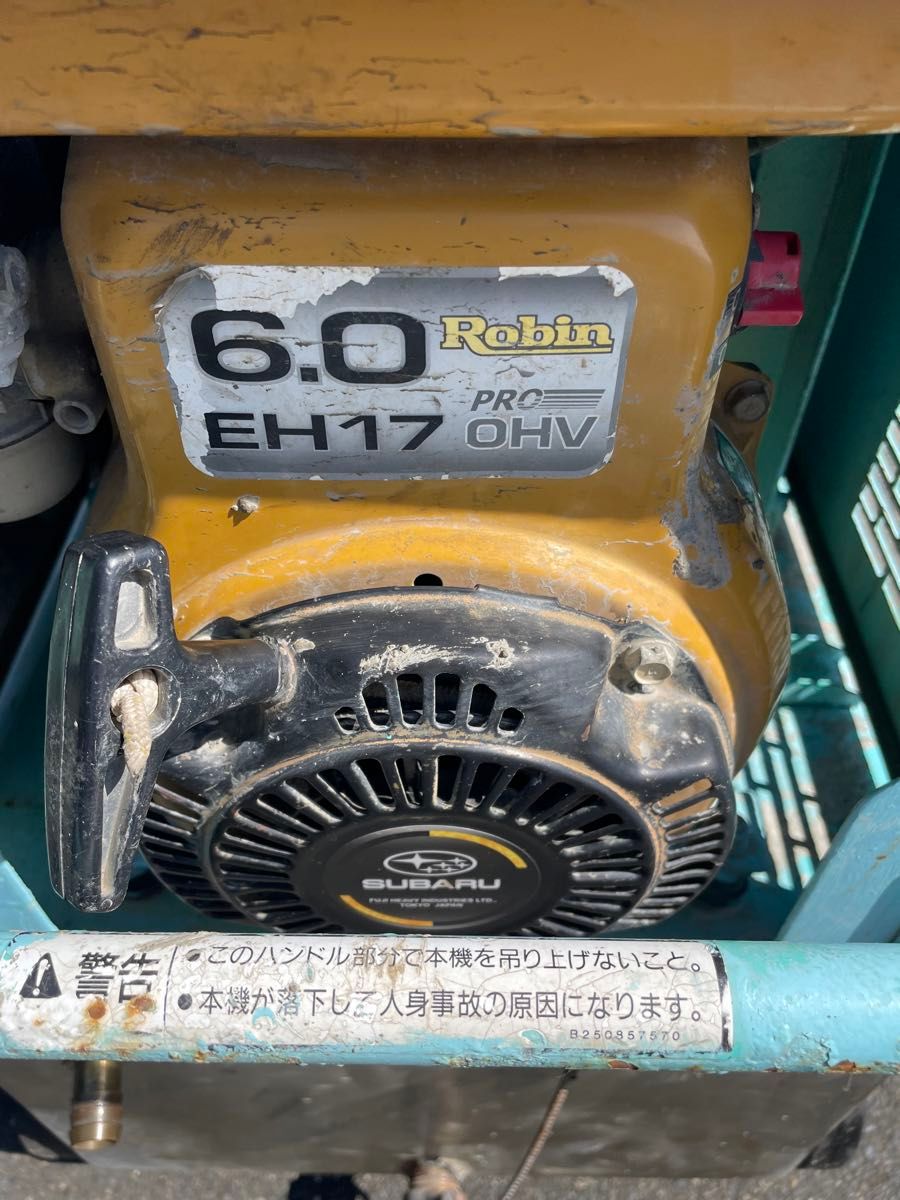 6.0 Robin
EH17 PRO OHV
SUBARU
FUJI HEAVY INDUSTRIES LTD.
TOKYO JAPAN
警告
・このハンドル部分で本機を吊り上げないこと。
・本機が落下して人身事故の原因になります。
B250857570